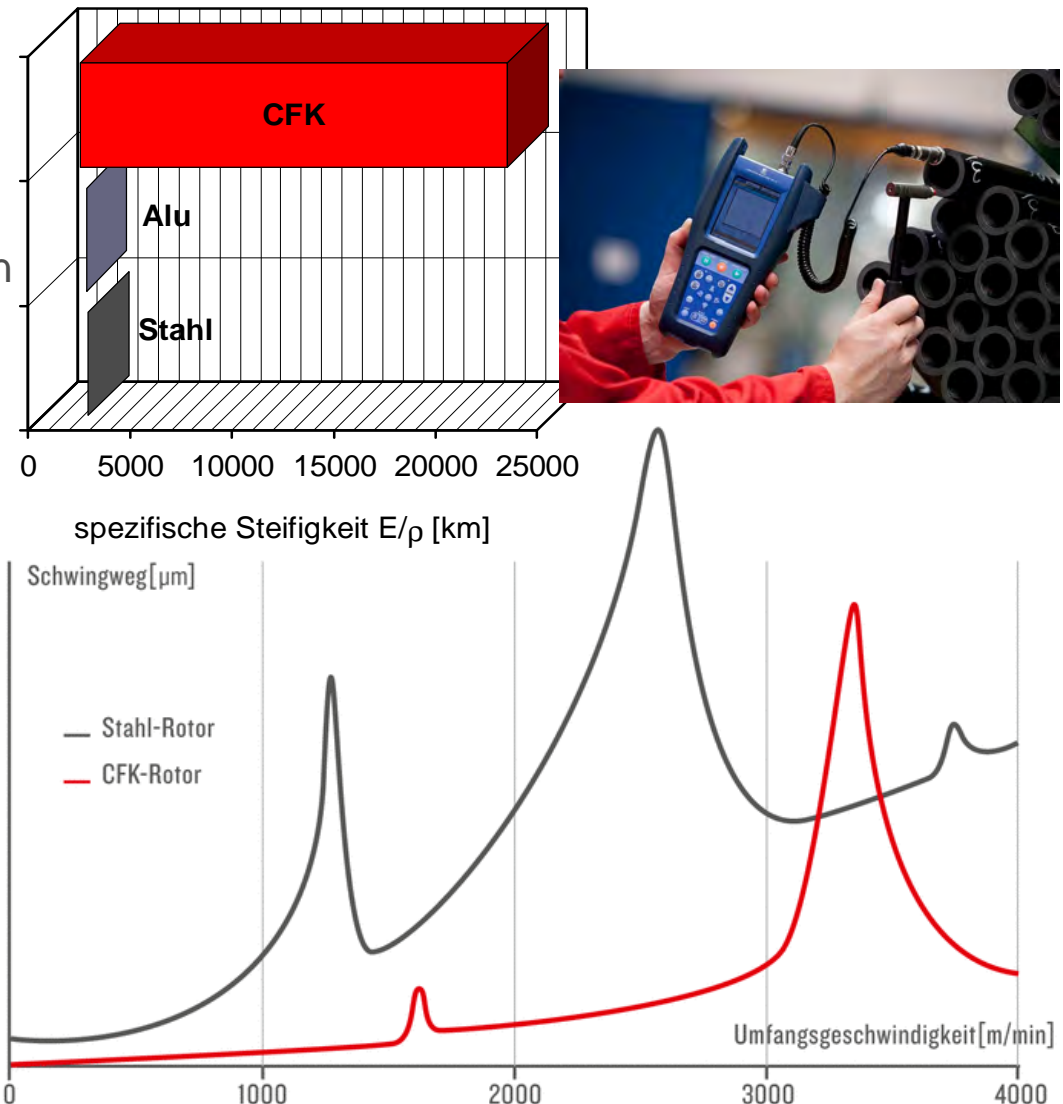 CFK
Alu
n
Stahl
0 5000 10000 15000 20000 25000
spezifische Steifigkeit E/ρ [km]
Schwingweg[µm]
Stahl-Rotor
CFK-Rotor
Umfangsgeschwindigkeit[m/min]
0 1000 2000 3000 4000